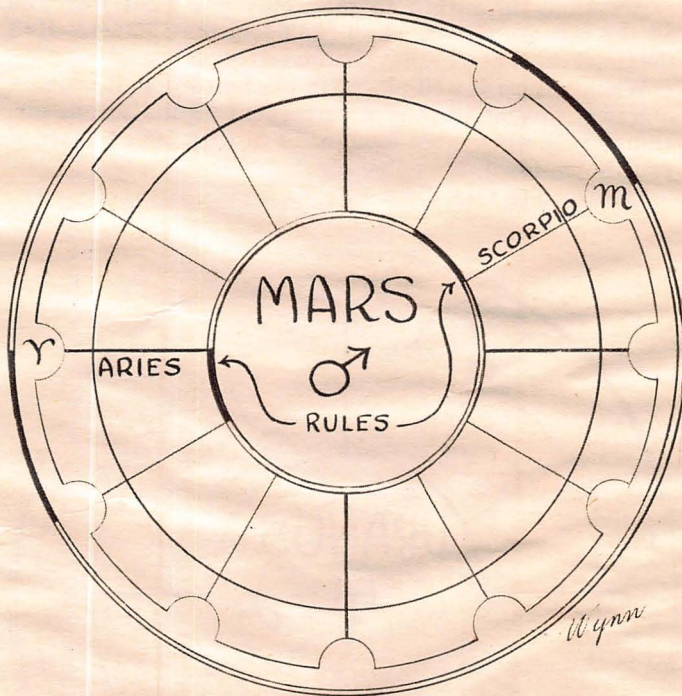 ♏
SCORPIO
MARS
♈
ARIES
♂
RULES
Wynn